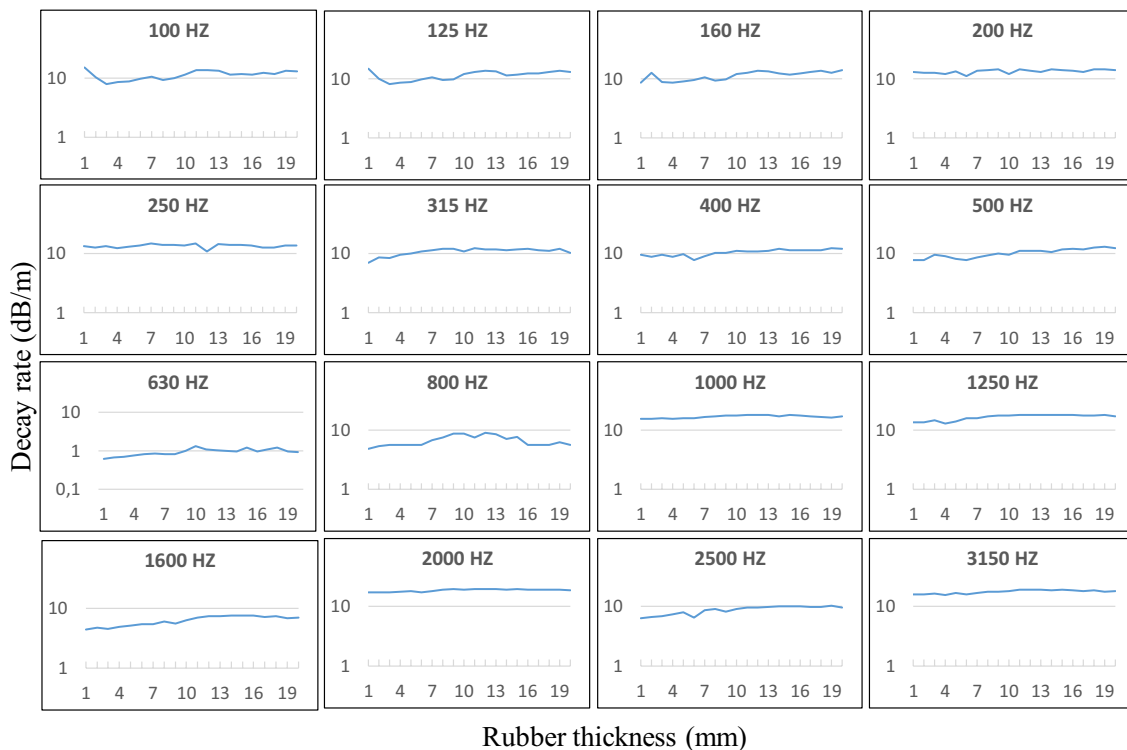 100 HZ
10
1
1 4 7 10 13 16 19
125 HZ
10
1
1 4 7 10 13 16 19
160 HZ
10
1
1 4 7 10 13 16 19
200 HZ
10
1
1 4 7 10 13 16 19
250 HZ
10
1
1 4 7 10 13 16 19
315 HZ
10
1
1 4 7 10 13 16 19
400 HZ
10
1
1 4 7 10 13 16 19
500 HZ
10
1
1 4 7 10 13 16 19
Decay rate (dB/m)
630 HZ
10
1
0,1
1 4 7 10 13 16 19
800 HZ
10
1
1 4 7 10 13 16 19
1000 HZ
10
1
1 4 7 10 13 16 19
1250 HZ
10
1
1 4 7 10 13 16 19
1600 HZ
10
1
1 4 7 10 13 16 19
2000 HZ
10
1
1 4 7 10 13 16 19
2500 HZ
10
1
1 4 7 10 13 16 19
3150 HZ
10
1
1 4 7 10 13 16 19
Rubber thickness (mm)